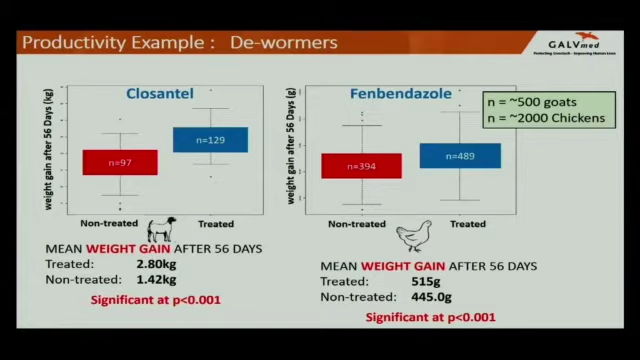 Productivity Example : De-wormers
GALVmed
Protecting Livestock - Improving Human Lives
Closantel
weight gain after 56 Days (kg)
n=97
n=129
Non-treated
Treated
MEAN WEIGHT GAIN AFTER 56 DAYS
Treated: 2.80kg
Non-treated: 1.42kg
Significant at p<0.001
Fenbendazole
weight gain after 56 Days (g)
n=394
n=489
Non-treated
Treated
MEAN WEIGHT GAIN AFTER 56 DAYS
Treated: 515g
Non-treated: 445.0g
Significant at p<0.001
n = ~500 goats
n = ~2000 Chickens